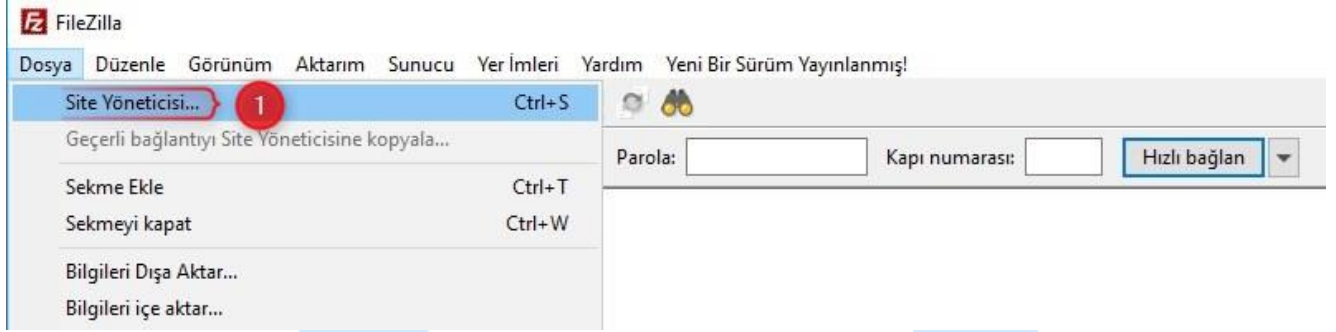 FileZilla
Dosya Düzenle Görünüm Aktarım Sunucu Yer İmleri Yardım Yeni Bir Sürüm Yayınlanmış!
Site Yöneticisi... 1 Ctrl+S
Geçerli bağlantıyı Site Yöneticisine kopyala...
Parola: Kapı numarası: Hızlı bağlan
Sekme Ekle Ctrl+T
Sekmeyi kapat Ctrl+W
Bilgileri Dışa Aktar...
Bilgileri içe aktar...